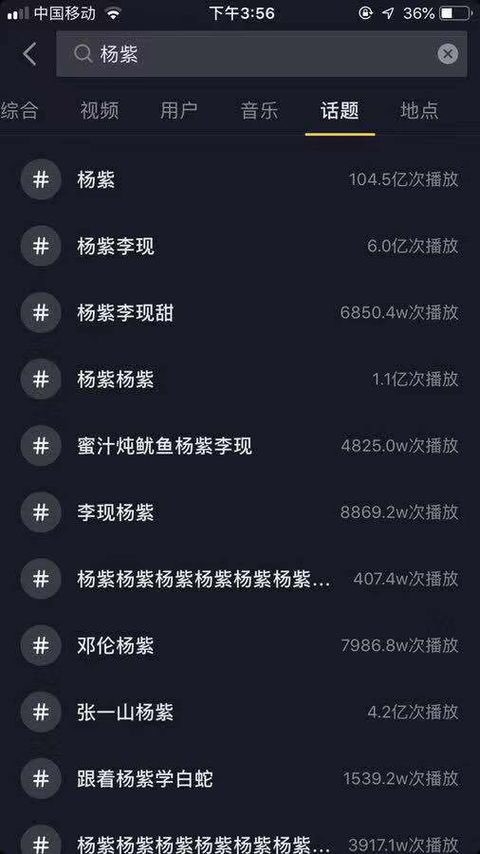 中国移动 下午3:56 36%
杨紫
综合 视频 用户 音乐 话题 地点
# 杨紫 104.5亿次播放
# 杨紫李现 6.0亿次播放
# 杨紫李现甜 6850.4w次播放
# 杨紫杨紫 1.1亿次播放
# 蜜汁炖鱿鱼杨紫李现 4825.0w次播放
# 李现杨紫 8869.2w次播放
# 杨紫杨紫杨紫杨紫杨紫杨紫... 407.4w次播放
# 邓伦杨紫 7986.8w次播放
# 张一山杨紫 4.2亿次播放
# 跟着杨紫学白蛇 1539.2w次播放
# 杨紫杨紫杨紫杨紫杨紫杨紫... 3917.1w次播放